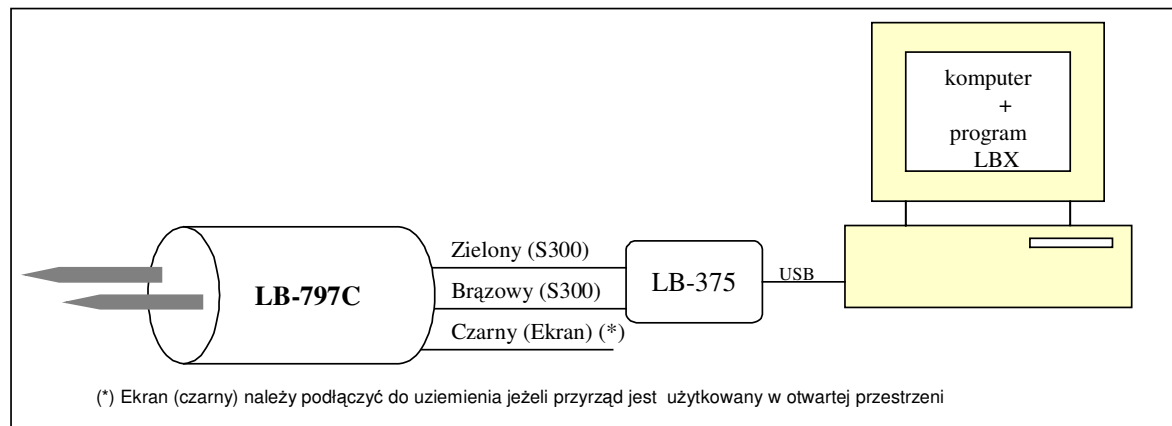 komputer
+
program
LBX
Zielony (S300)
LB-797C
Brązowy (S300)
LB-375
USB
Czarny (Ekran) (*)
(*) Ekran (czarny) należy podłączyć do uziemienia jeżeli przyrząd jest użytkowany w otwartej przestrzeni